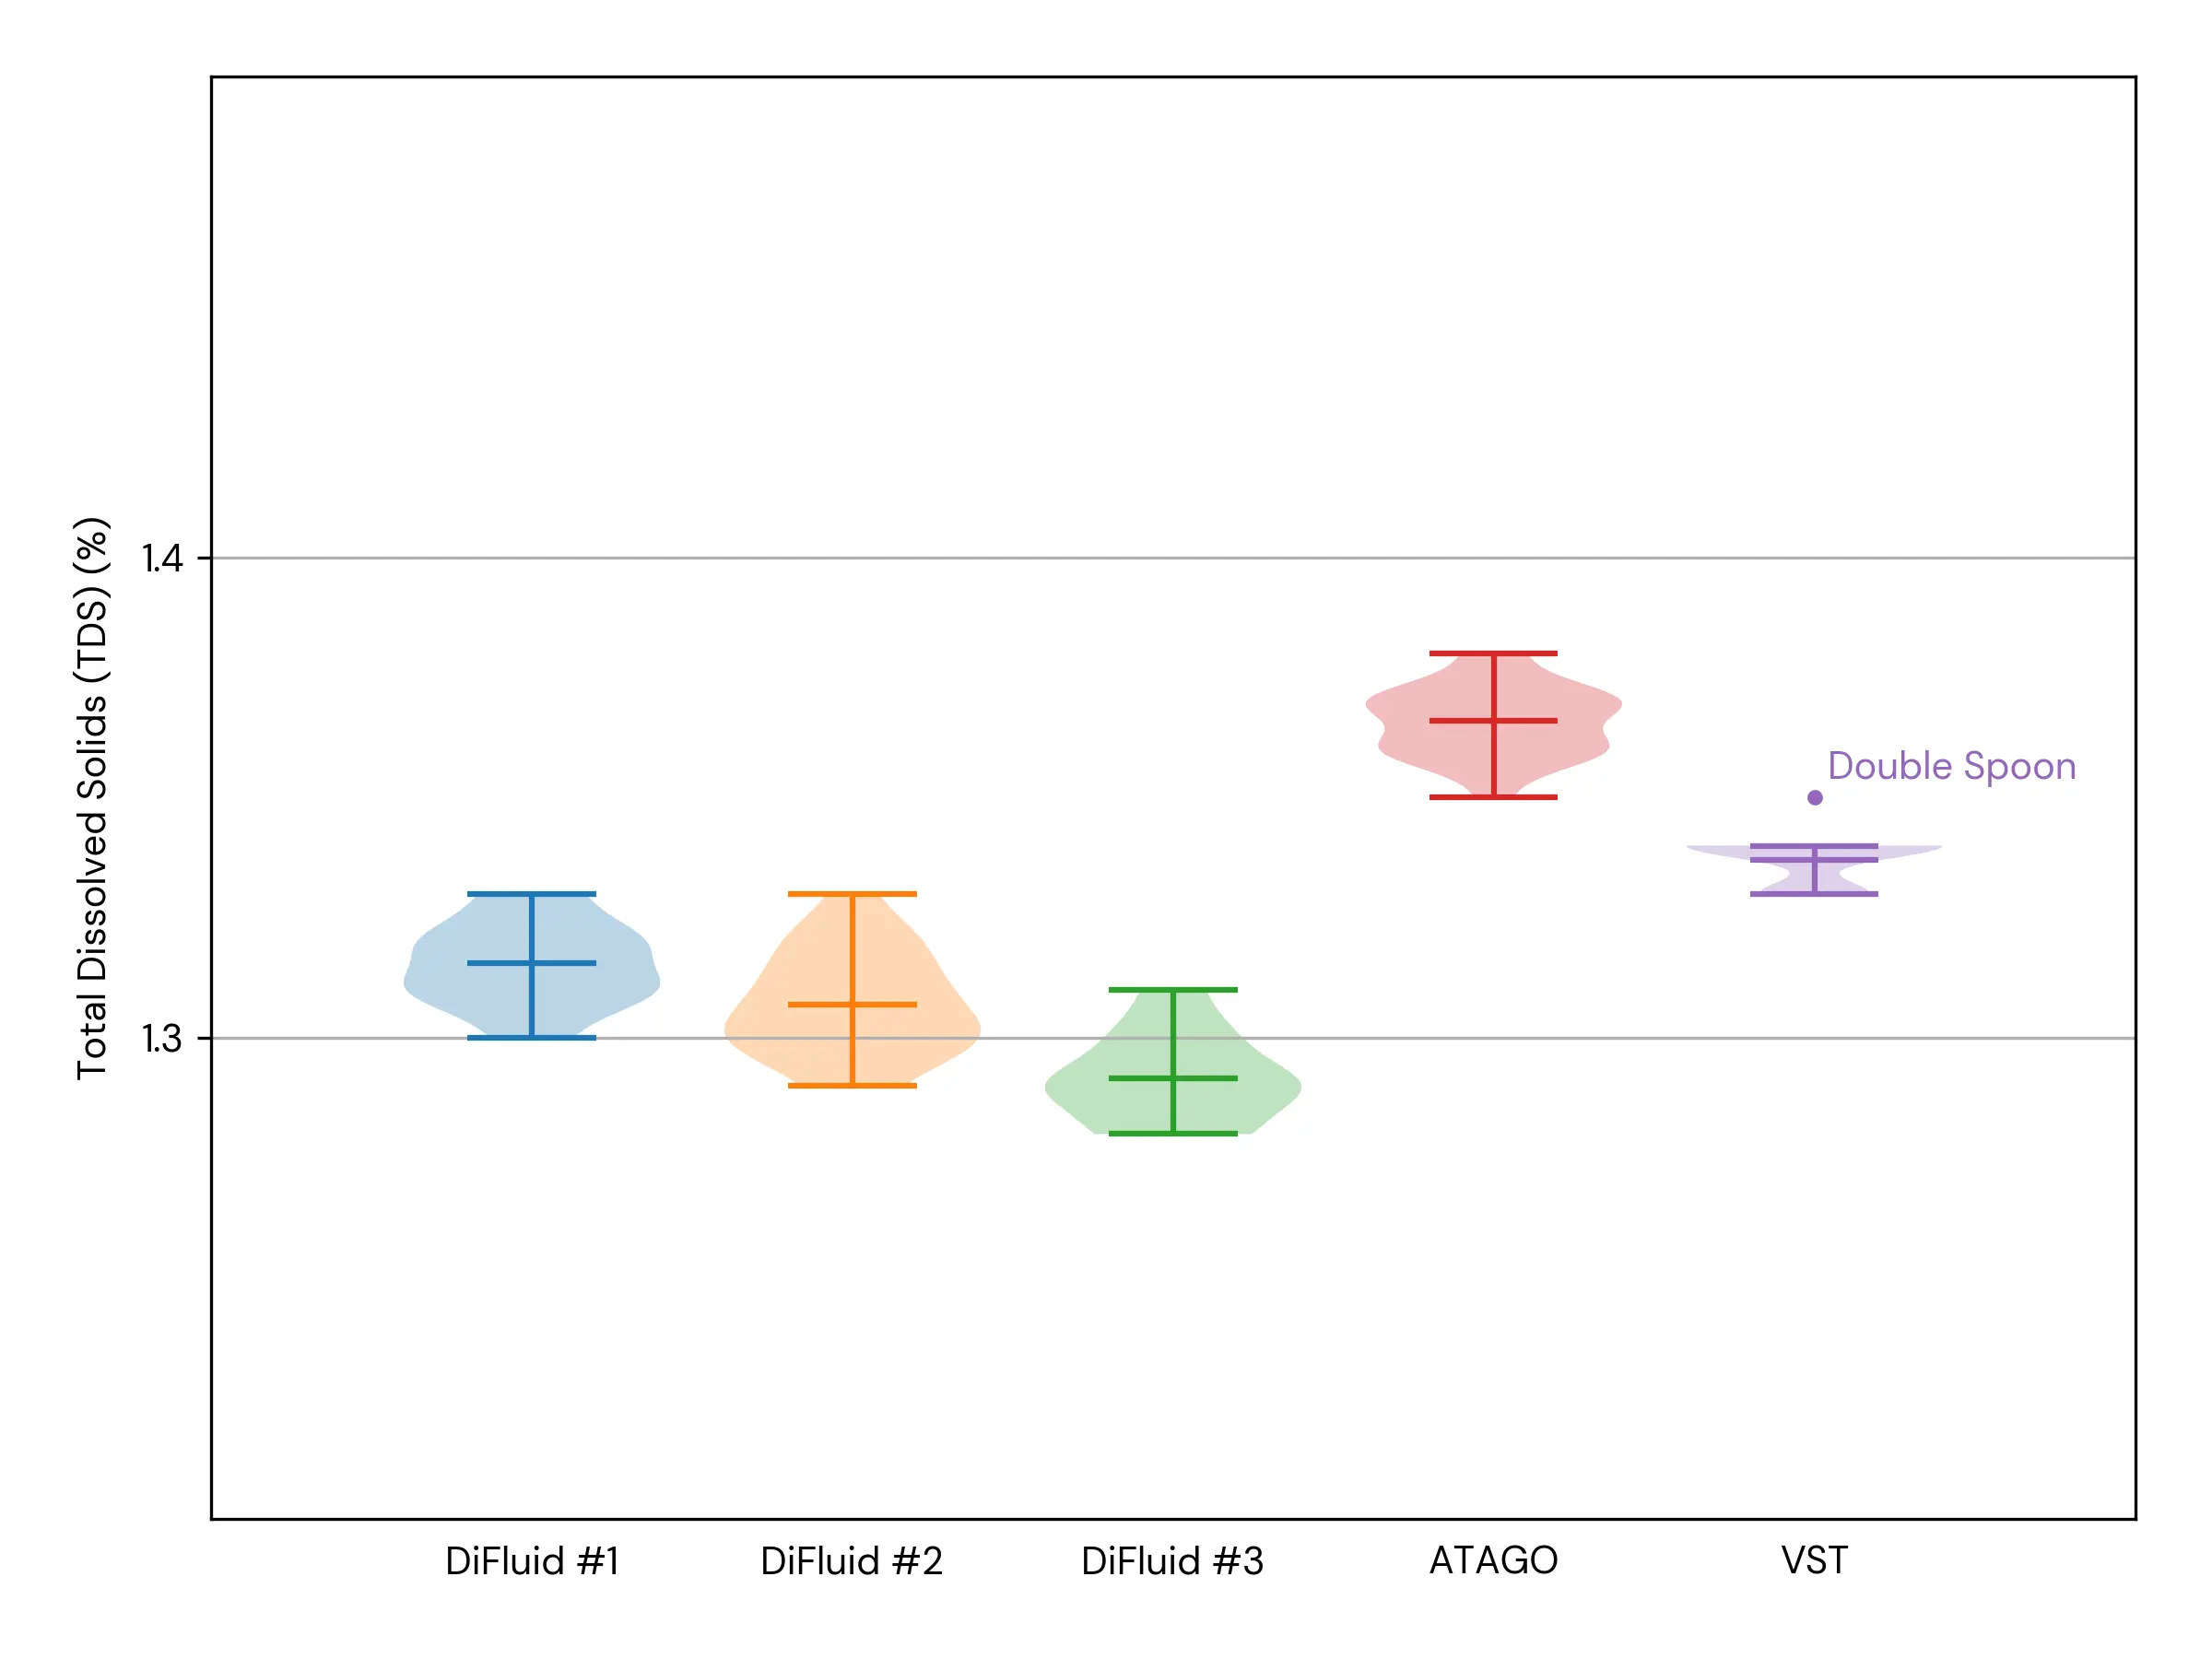 Total Dissolved Solids (TDS) (%)
1.4
1.3
Double Spoon
DiFluid #1
DiFluid #2
DiFluid #3
ATAGO
VST